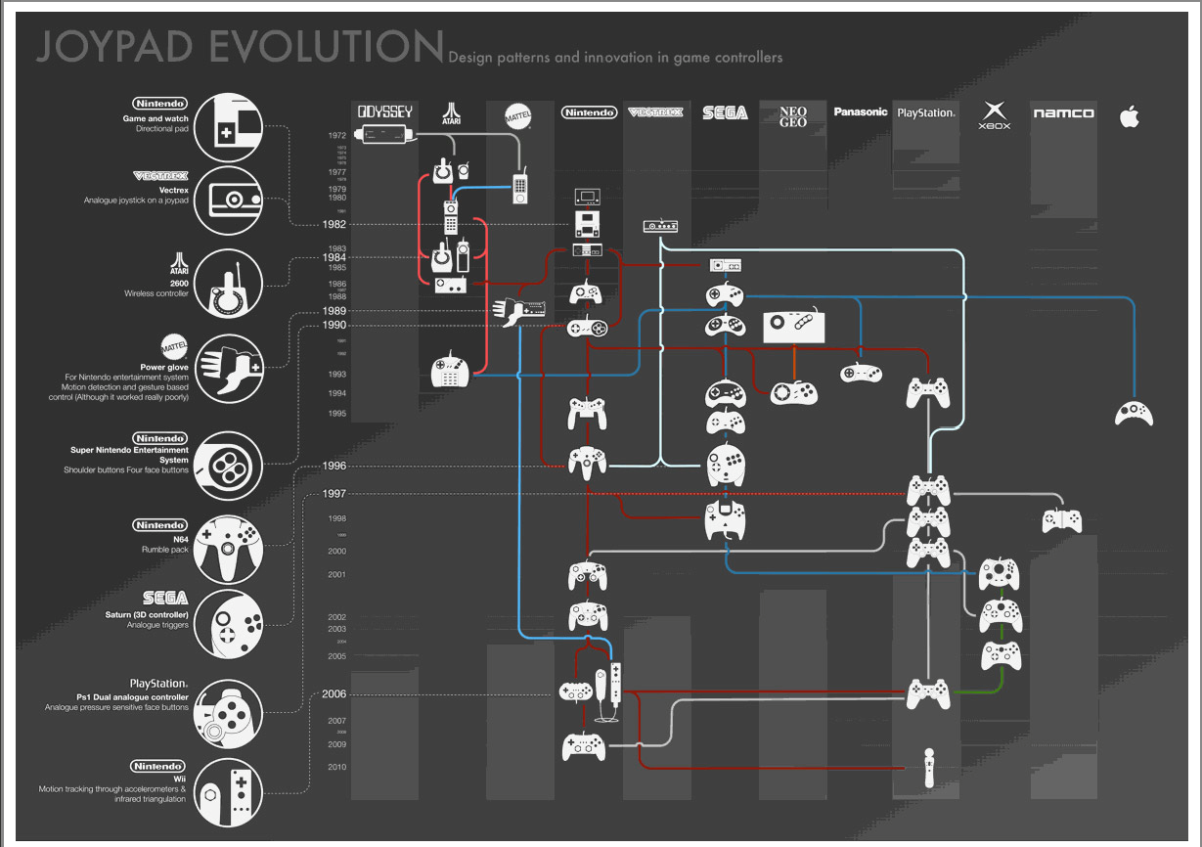 JOYPAD EVOLUTION Design patterns and innovation in game controllers
Nintendo
Game and watch
Directional pad
VECTREX
Vectrex
Analogue joystick on a joypad
ATARI
2600
Wireless controller
MATTEL
Power glove
For Nintendo entertainment system
Motion detection and gesture based
control (Although it worked really poorly)
Nintendo
Super Nintendo Entertainment
System
Shoulder buttons Four face buttons
Nintendo
N64
Rumble pack
SEGA
Saturn (3D controller)
Analogue triggers
PlayStation.
Ps1 Dual analogue controller
Analogue pressure sensitive face buttons
Nintendo
Wii
Motion tracking through accelerometers &
infrared triangulation
ODYSSEY
ATARI
MATTEL
Nintendo
VECTREX
SEGA
NEO
GEO
Panasonic
PlayStation.
XBOX
namco
1972
1977
1979
1980
1982
1983
1984
1985
1986
1988
1989
1990
1993
1994
1995
1996
1997
1998
2000
2001
2002
2003
2005
2006
2007
2009
2010